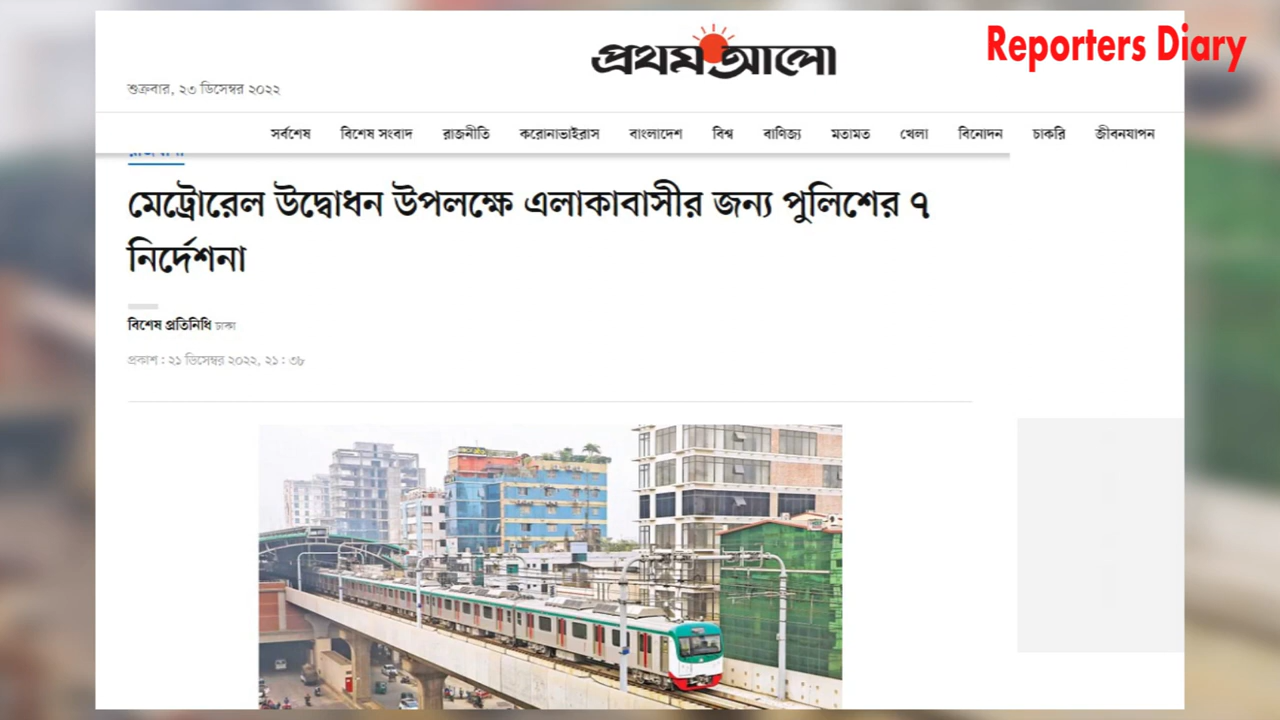 Reporters Diary
প্রথম আলো
শুক্রবার, ২৩ ডিসেম্বর ২০২২
সর্বশেষ বিশেষ সংবাদ রাজনীতি করোনাভাইরাস বাংলাদেশ বিশ্ব বাণিজ্য মতামত খেলা বিনোদন চাকরি জীবনযাপন
মেট্রোরেল উদ্বোধন উপলক্ষে এলাকাবাসীর জন্য পুলিশের ৭
নির্দেশনা
বিশেষ প্রতিনিধি ঢাকা
প্রকাশ : ২১ ডিসেম্বর ২০২২, ২১ : ৩৮